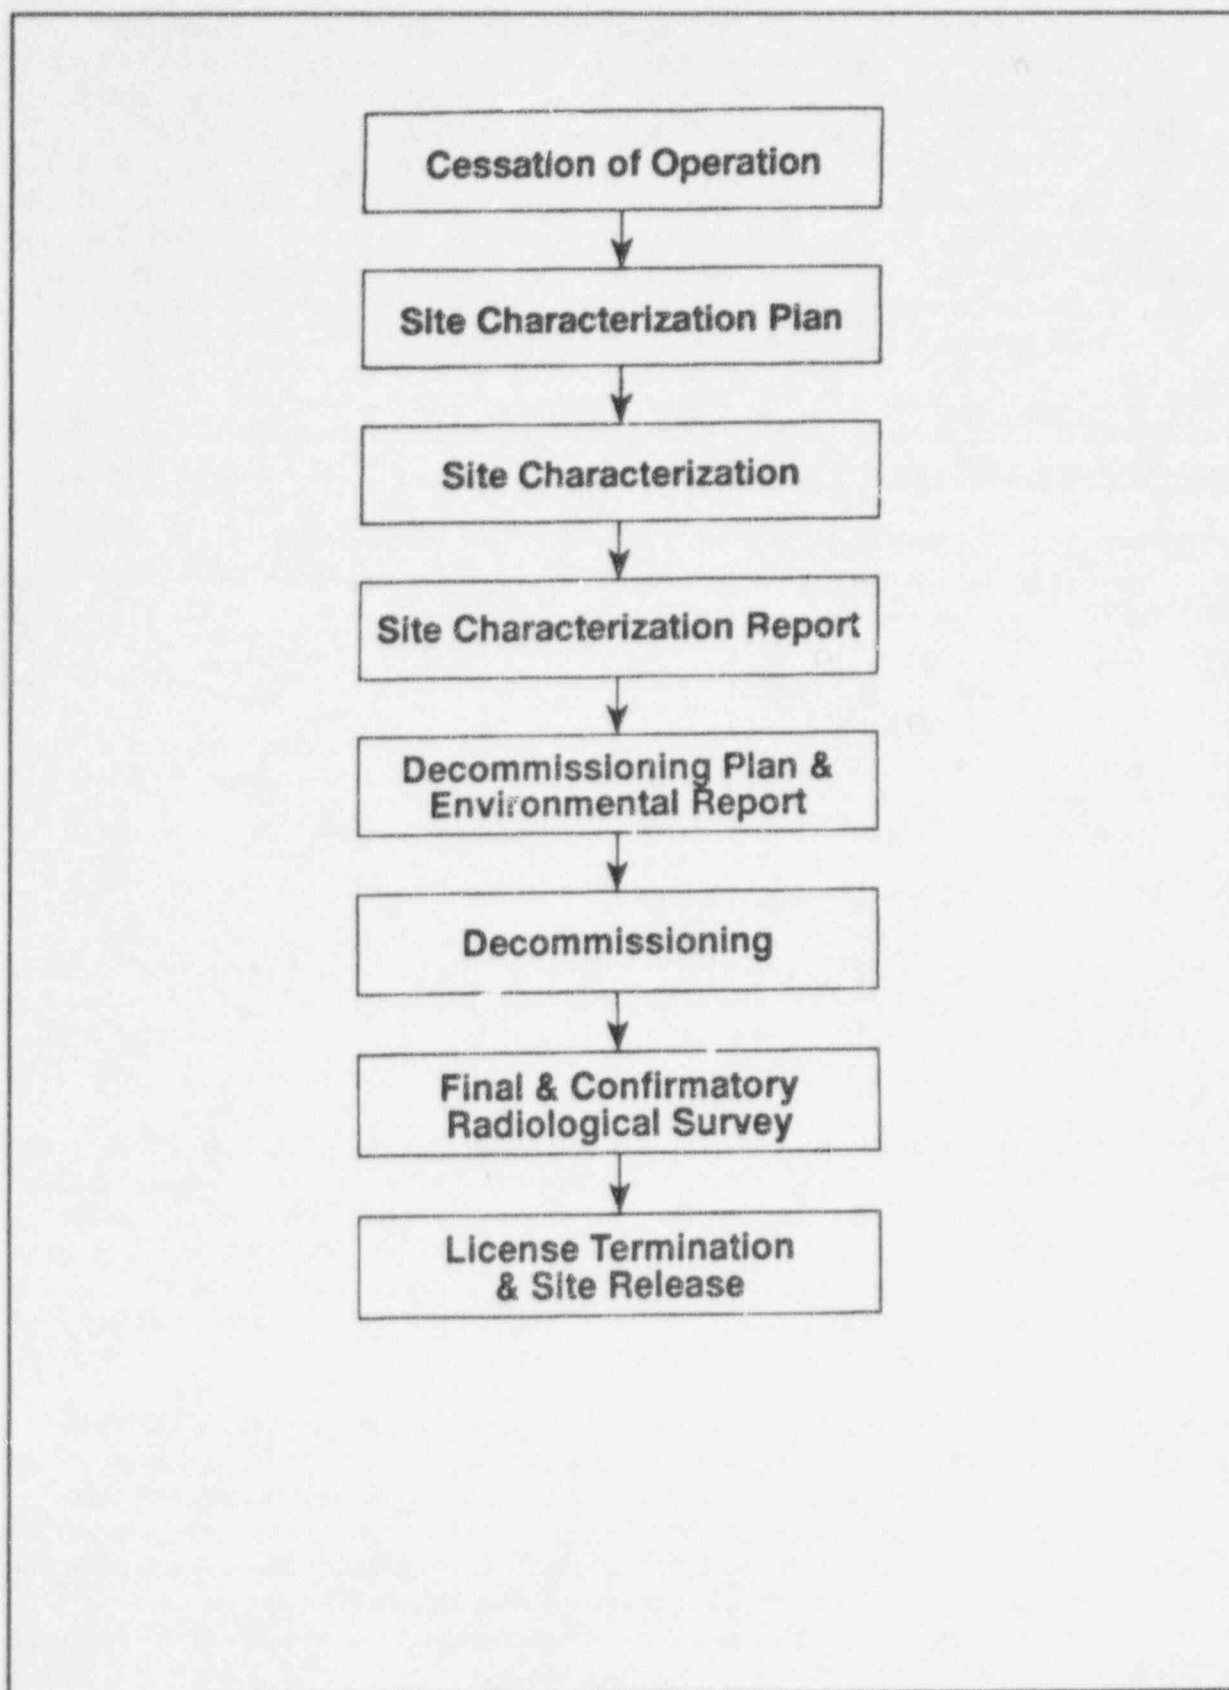 Cessation of Operation
Site Characterization Plan
Site Characterization
Site Characterization Report
Decommissioning Plan &
Environmental Report
Decommissioning
Final & Confirmatory
Radiological Survey
License Termination
& Site Release